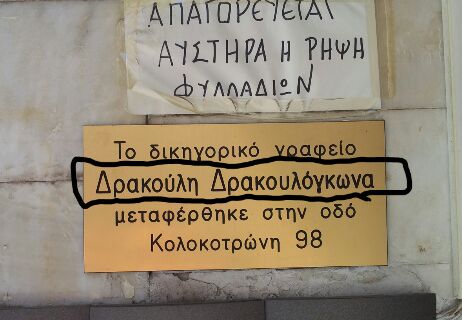 ΑΠΑΓΟΡΕΥΕΤΑΙ
ΑΥΣΤΗΡΑ Η ΡΗΨΗ
ΦΥΛΛΑΔΙΩΝ
Το δικηγορικό γραφείο
Δρακούλη Δρακουλόγκωνα
μεταφέρθηκε στην οδό
Κολοκοτρώνη 98